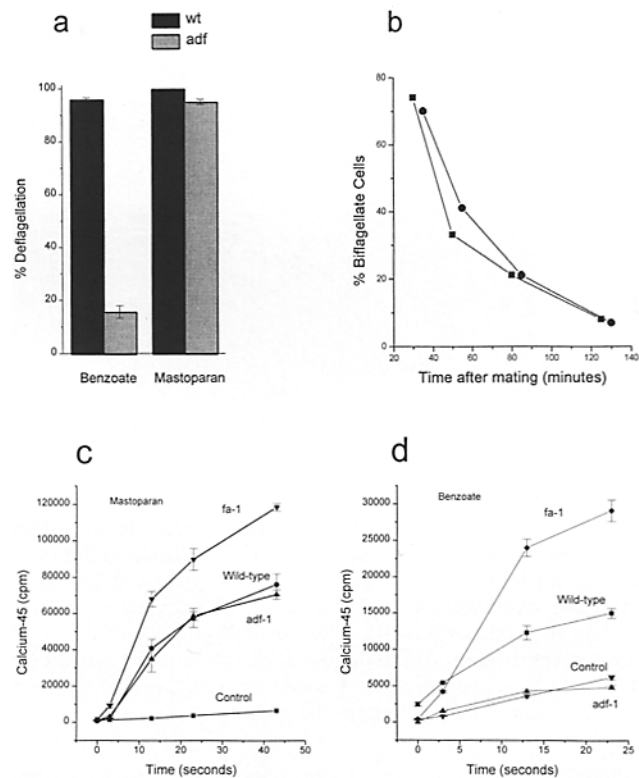 a
wt
adf
100
80
60
40
20
0
% Deflagellation
Benzoate Mastoparan
b
80
60
40
20
0
% Biflagellate Cells
20 40 60 80 100 120 140
Time after mating (minutes)
c
Mastoparan
120000
100000
80000
60000
40000
20000
0
Calcium-45 (cpm)
fa-1
Wild-type
adf-1
Control
0 10 20 30 40 50
Time (seconds)
d
Benzoate
30000
25000
20000
15000
10000
5000
0
Calcium-45 (cpm)
fa-1
Wild-type
Control
adf-1
0 5 10 15 20 25
Time (seconds)